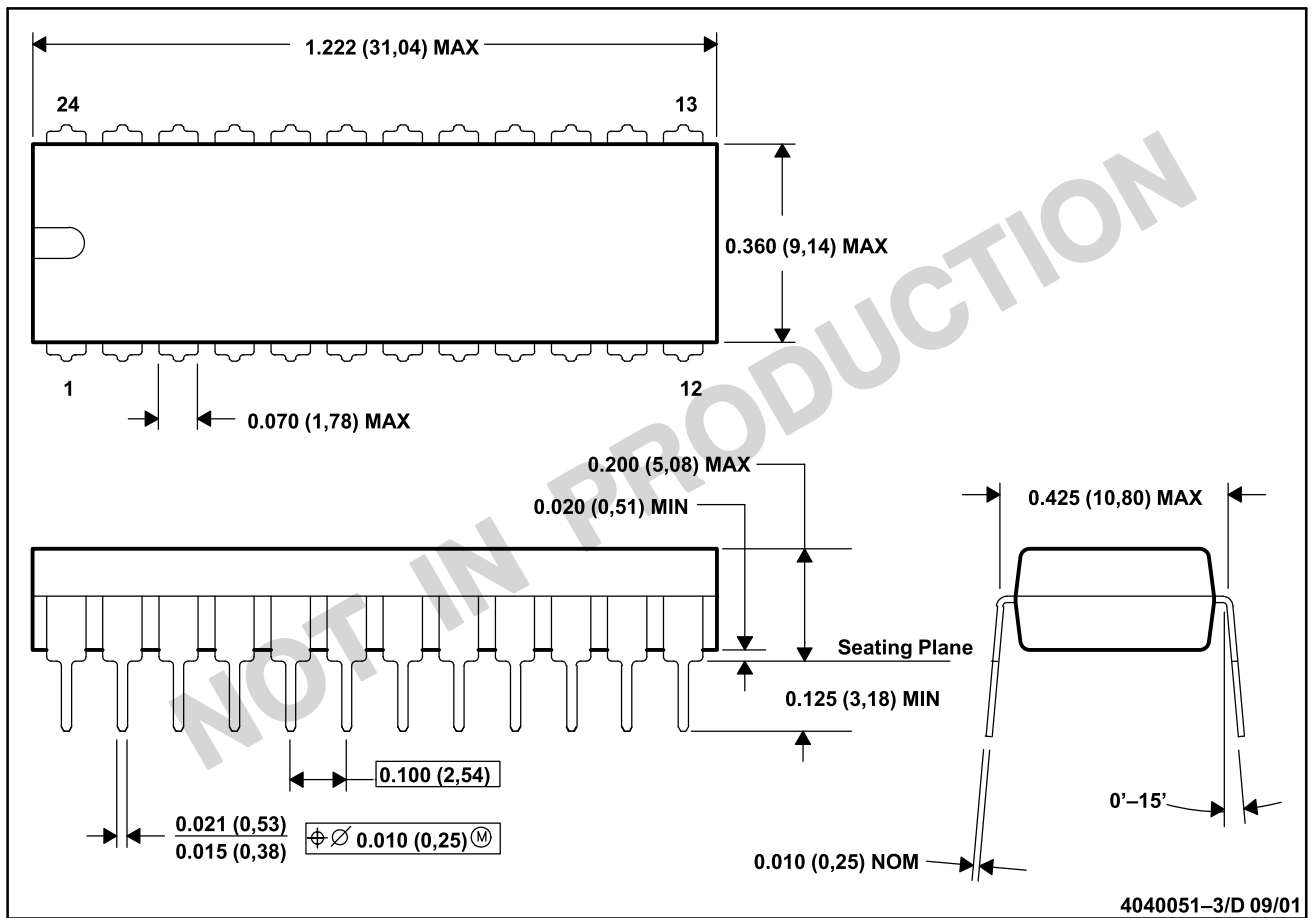 1.222 (31,04) MAX
24
13
0.360 (9,14) MAX
1
12
0.070 (1,78) MAX
NOT IN PRODUCTION
0.200 (5,08) MAX
0.020 (0,51) MIN
0.425 (10,80) MAX
Seating Plane
0.125 (3,18) MIN
0.100 (2,54)
0.021 (0,53)
0.015 (0,38)
⌖ ∅ 0.010 (0,25) Ⓜ
0’–15’
0.010 (0,25) NOM
4040051–3/D 09/01